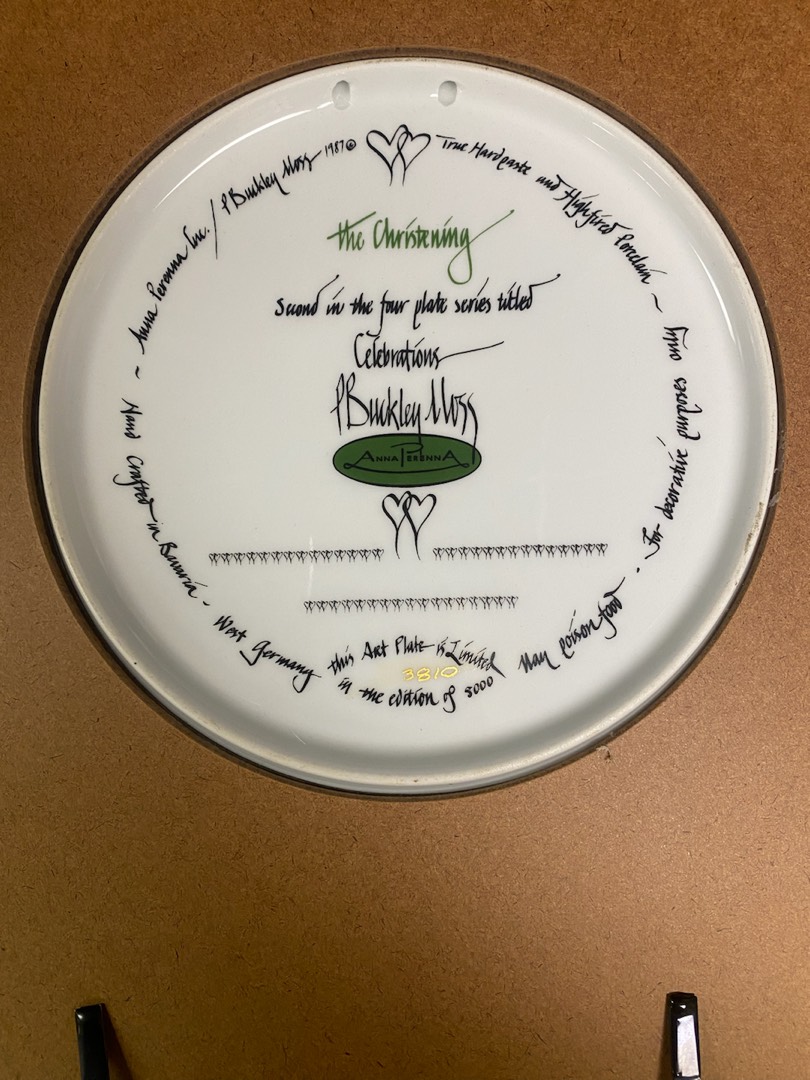 True Hardpaste and Highfired Porcelain ~ For decorative purposes only. May poison food
the Christening
Second in the four plate series titled
Celebrations
P Buckley Moss
ANNA PERENNA
this Art Plate is Limited
3810
in the edition of 5000
Hand Crafted in Bavaria - West Germany
~ Anna Perenna Inc. / P Buckley Moss 1987©